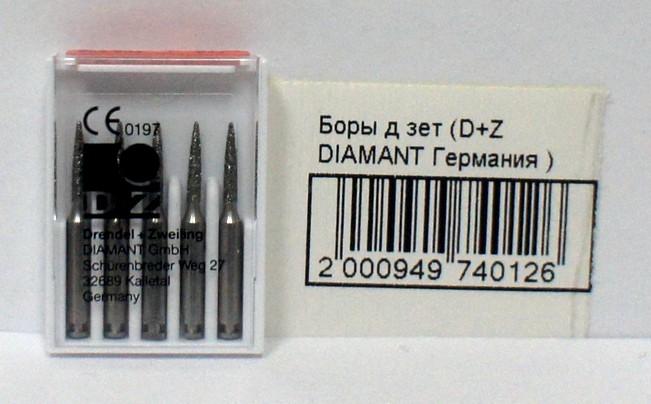 CE 0197
DZ
Drendel + Zweiling
DIAMANT GmbH
Schürenbreder Weg 27
32689 Kalletal
Germany
Боры д зет (D+Z
DIAMANT Германия )
2 000949 740126